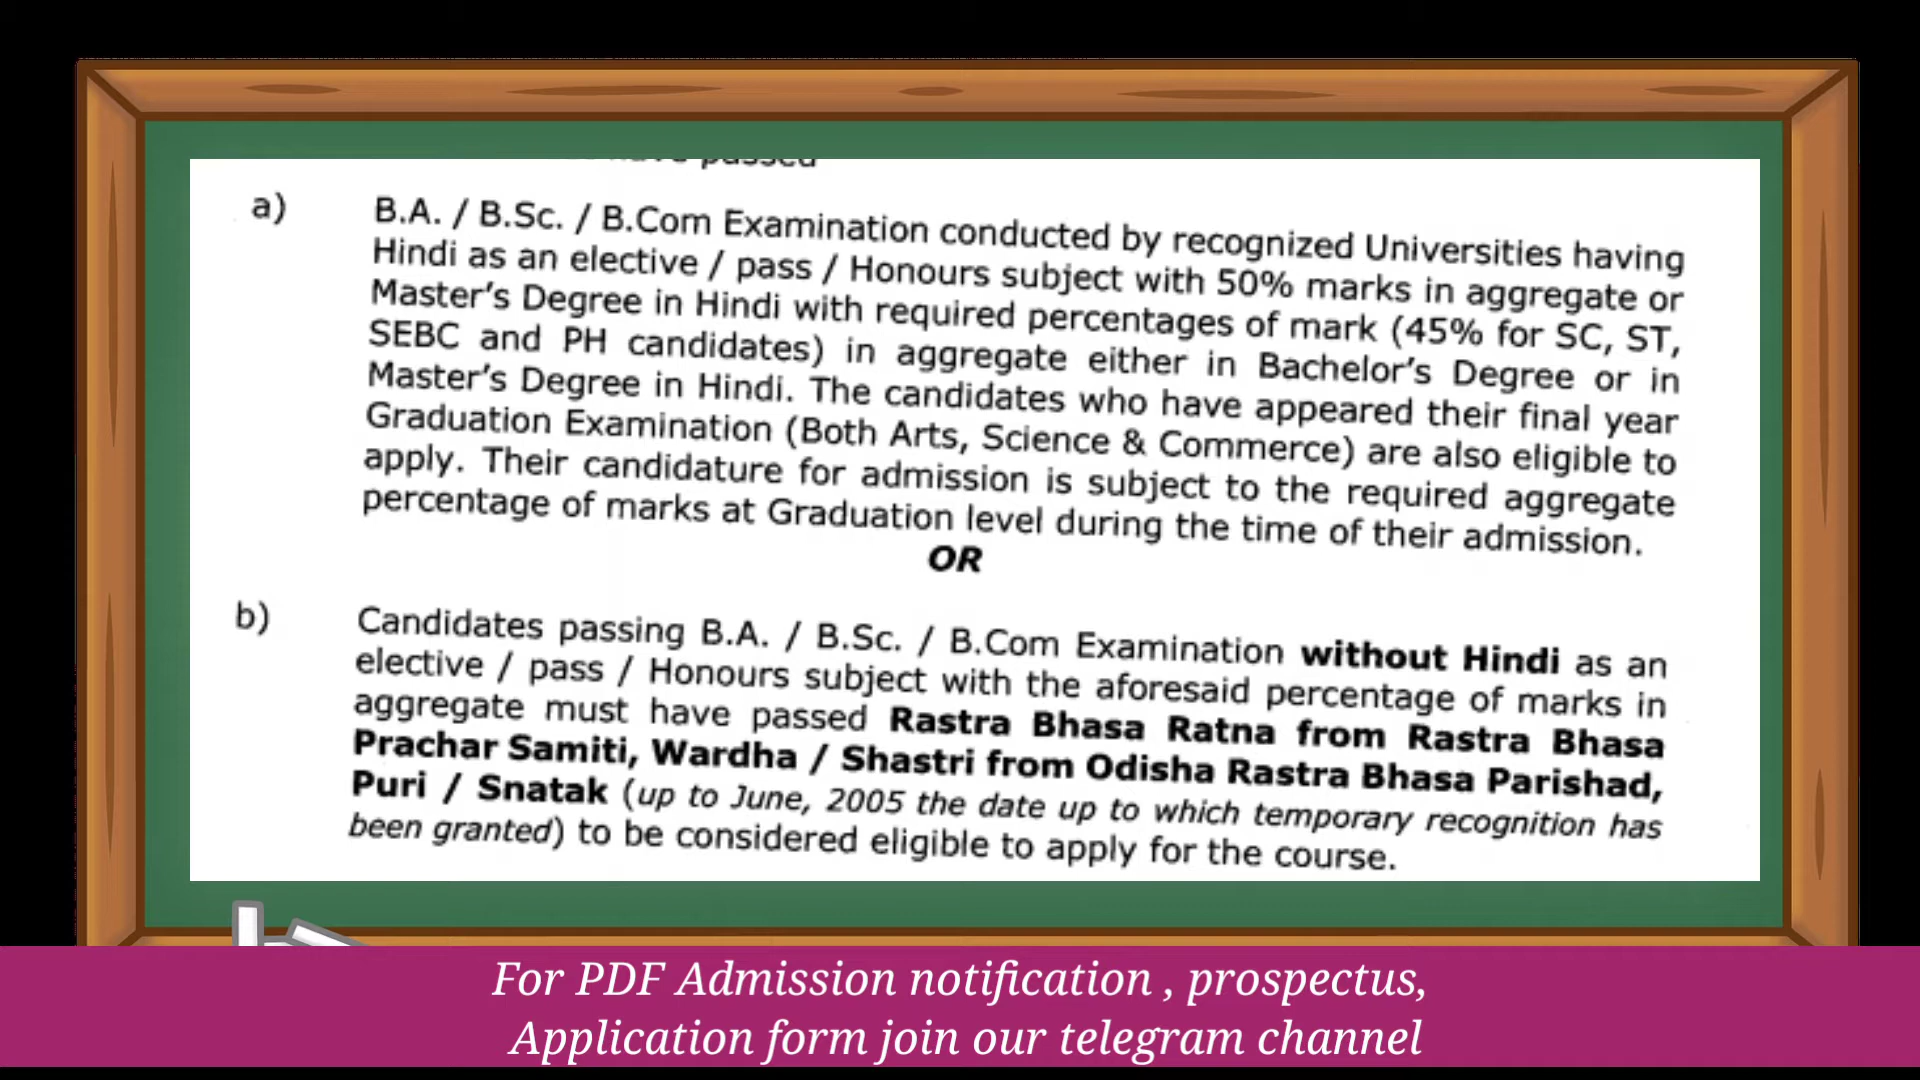 have passed
a) B.A. / B.Sc. / B.Com Examination conducted by recognized Universities having
Hindi as an elective / pass / Honours subject with 50% marks in aggregate or
Master's Degree in Hindi with required percentages of mark (45% for SC, ST,
SEBC and PH candidates) in aggregate either in Bachelor's Degree or in
Master's Degree in Hindi. The candidates who have appeared their final year
Graduation Examination (Both Arts, Science & Commerce) are also eligible to
apply. Their candidature for admission is subject to the required aggregate
percentage of marks at Graduation level during the time of their admission.
OR
b) Candidates passing B.A. / B.Sc. / B.Com Examination without Hindi as an
elective / pass / Honours subject with the aforesaid percentage of marks in
aggregate must have passed Rastra Bhasa Ratna from Rastra Bhasa
Prachar Samiti, Wardha / Shastri from Odisha Rastra Bhasa Parishad,
Puri / Snatak (up to June, 2005 the date up to which temporary recognition has
been granted) to be considered eligible to apply for the course.
For PDF Admission notification , prospectus,
Application form join our telegram channel